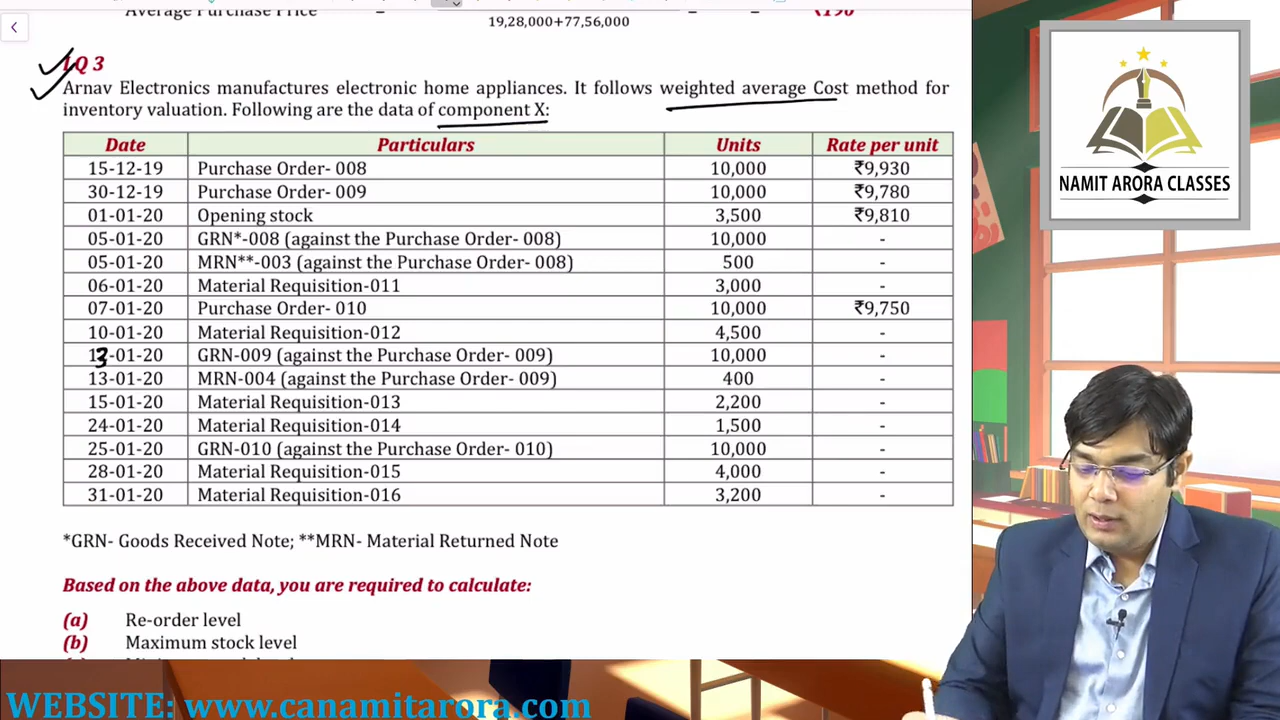 Average Purchase Price = = = ₹190
19,28,000+77,56,000
Q 3
Arnav Electronics manufactures electronic home appliances. It follows weighted average Cost method for
inventory valuation. Following are the data of component X:
Date Particulars Units Rate per unit
15-12-19 Purchase Order- 008 10,000 ₹9,930
30-12-19 Purchase Order- 009 10,000 ₹9,780
01-01-20 Opening stock 3,500 ₹9,810
05-01-20 GRN*-008 (against the Purchase Order- 008) 10,000 -
05-01-20 MRN**-003 (against the Purchase Order- 008) 500 -
06-01-20 Material Requisition-011 3,000 -
07-01-20 Purchase Order- 010 10,000 ₹9,750
10-01-20 Material Requisition-012 4,500 -
13-01-20 GRN-009 (against the Purchase Order- 009) 10,000 -
13-01-20 MRN-004 (against the Purchase Order- 009) 400 -
15-01-20 Material Requisition-013 2,200 -
24-01-20 Material Requisition-014 1,500 -
25-01-20 GRN-010 (against the Purchase Order- 010) 10,000 -
28-01-20 Material Requisition-015 4,000 -
31-01-20 Material Requisition-016 3,200 -
*GRN- Goods Received Note; **MRN- Material Returned Note
Based on the above data, you are required to calculate:
(a) Re-order level
(b) Maximum stock level
NAMIT ARORA CLASSES
WEBSITE: www.canamitarora.com